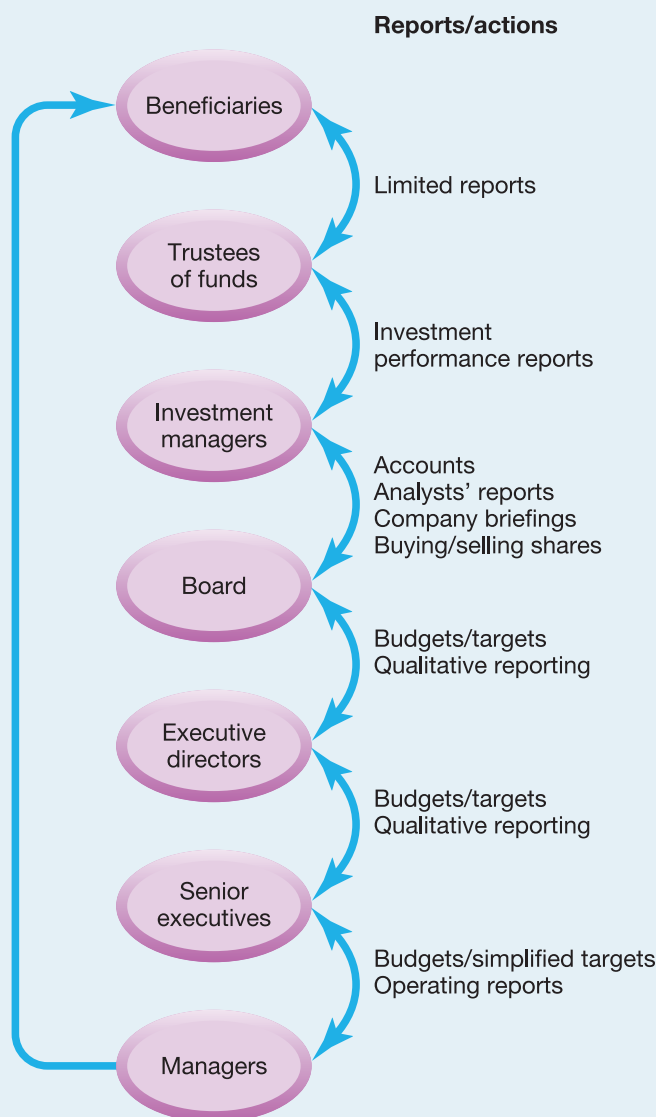 Reports/actions
Beneficiaries
Limited reports
Trustees
of funds
Investment
performance reports
Investment
managers
Accounts
Analysts’ reports
Company briefings
Buying/selling shares
Board
Budgets/targets
Qualitative reporting
Executive
directors
Budgets/targets
Qualitative reporting
Senior
executives
Budgets/simplified targets
Operating reports
Managers